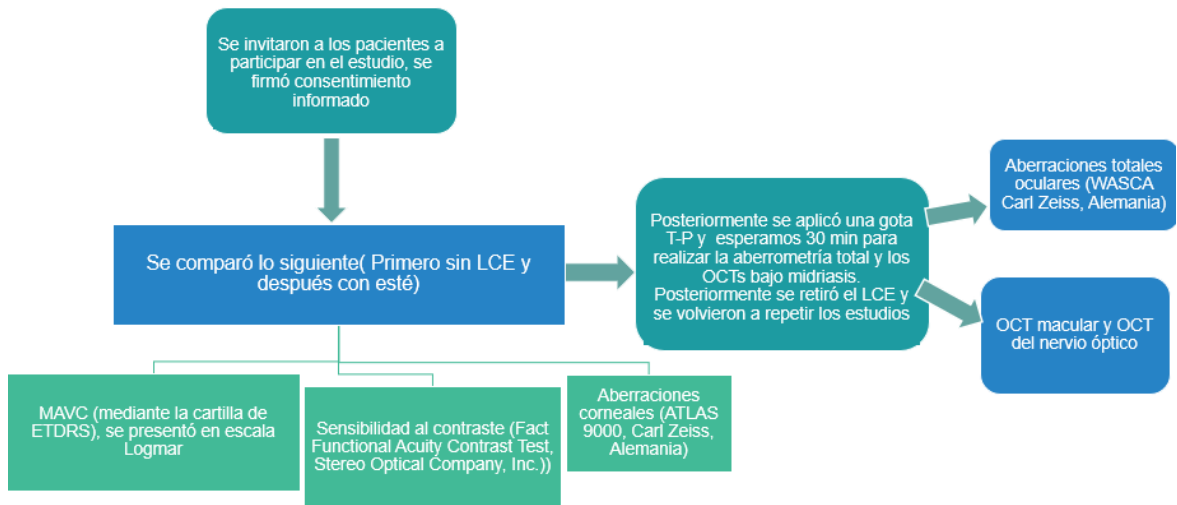 Se invitaron a los pacientes a
participar en el estudio, se
firmó consentimiento
informado
Se comparó lo siguiente( Primero sin LCE y
después con esté)
MAVC (mediante la cartilla de
ETDRS), se presentó en escala
Logmar
Sensibilidad al contraste (Fact
Functional Acuity Contrast Test,
Stereo Optical Company, Inc.))
Aberraciones
corneales (ATLAS
9000, Carl Zeiss,
Alemania)
Posteriormente se aplicó una gota
T-P y esperamos 30 min para
realizar la aberrometría total y los
OCTs bajo midriasis.
Posteriormente se retiró el LCE y
se volvieron a repetir los estudios
Aberraciones totales
oculares (WASCA
Carl Zeiss, Alemania)
OCT macular y OCT
del nervio óptico